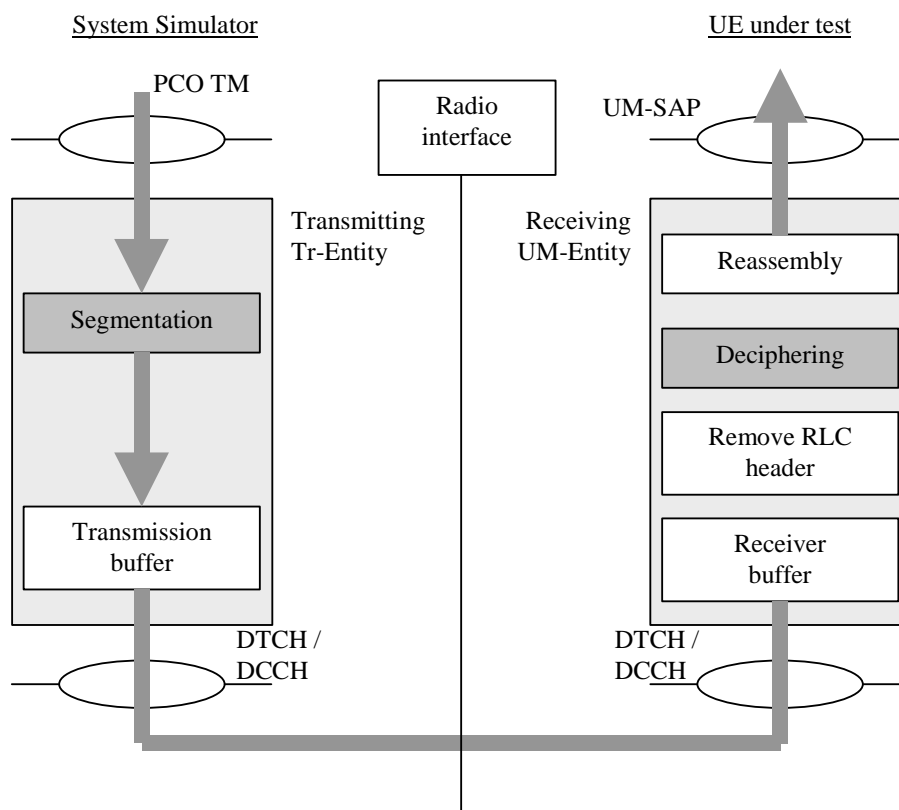 System Simulator
UE under test
PCO TM
Radio
interface
UM-SAP
Transmitting
Tr-Entity
Receiving
UM-Entity
Segmentation
Reassembly
Deciphering
Remove RLC
header
Transmission
buffer
Receiver
buffer
DTCH /
DCCH
DTCH /
DCCH